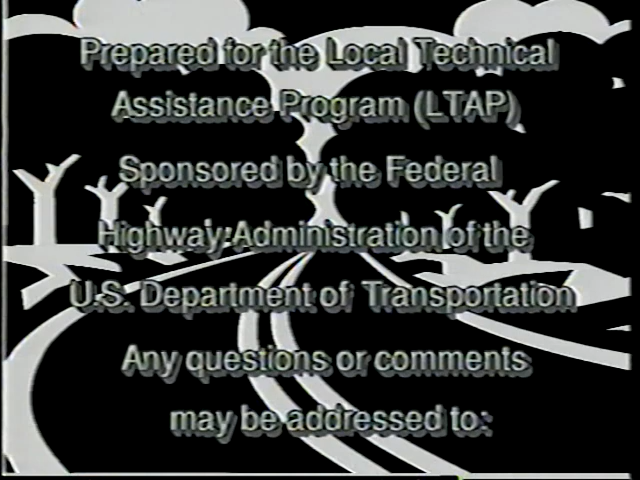 Prepared for the Local Technical
Assistance Program (LTAP)
Sponsored by the Federal
Highway Administration of the
U.S. Department of Transportation
Any questions or comments
may be addressed to: